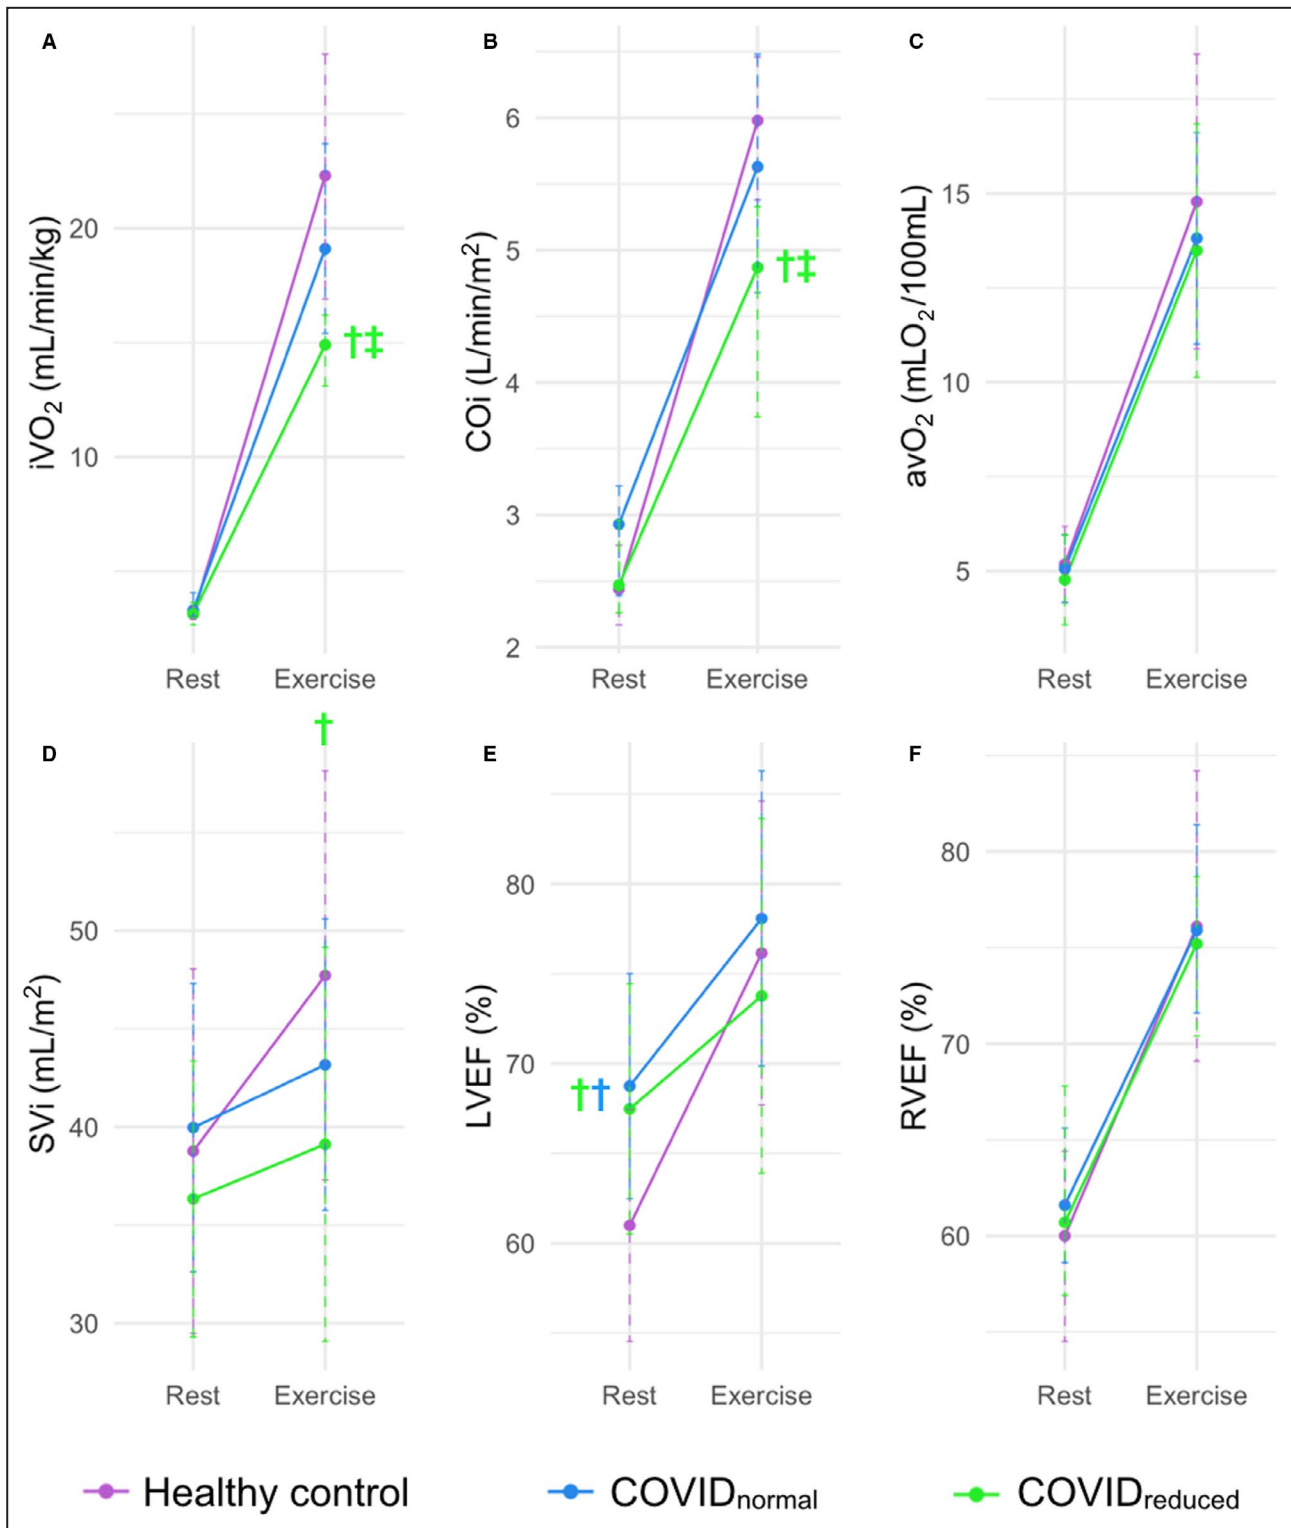 A
iVO₂ (mL/min/kg)
20
10
†‡
Rest Exercise
B
COi (L/min/m²)
6
5
4
3
2
†‡
Rest Exercise
C
avO₂ (mLO₂/100mL)
15
10
5
Rest Exercise
D
†
SVi (mL/m²)
50
40
30
Rest Exercise
E
LVEF (%)
80
70
60
††
Rest Exercise
F
RVEF (%)
80
70
60
Rest Exercise
Healthy control COVIDnormal COVIDreduced